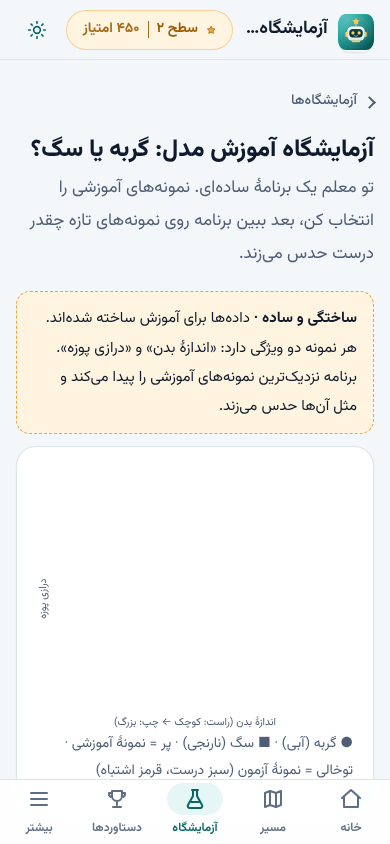 آزمایشگاه...
سطح ۲ | ۴۵۰ امتیاز
آزمایشگاه‌ها
آزمایشگاه آموزش مدل: گربه یا سگ؟
تو معلم یک برنامهٔ ساده‌ای. نمونه‌های آموزشی را
انتخاب کن، بعد ببین برنامه روی نمونه‌های تازه چقدر
درست حدس می‌زند.
ساختگی و ساده · داده‌ها برای آموزش ساخته شده‌اند.
هر نمونه دو ویژگی دارد: «اندازهٔ بدن» و «درازی پوزه».
برنامه نزدیک‌ترین نمونه‌های آموزشی را پیدا می‌کند و
مثل آن‌ها حدس می‌زند.
درازی پوزه
اندازهٔ بدن (راست: کوچک ← چپ: بزرگ)
● گربه (آبی) · ■ سگ (نارنجی) · پر = نمونهٔ آموزشی ·
توخالی = نمونهٔ آزمون (سبز درست، قرمز اشتباه)
خانه
مسیر
آزمایشگاه
دستاوردها
بیشتر